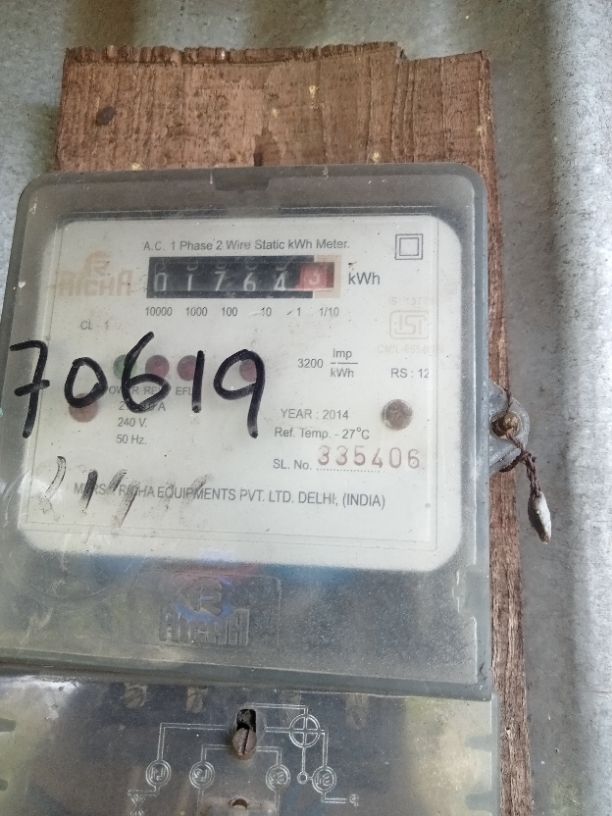 A.C. 1 Phase 2 Wire Static kWh Meter.
01764 3 kWh
10000 1000 100 10 1 1/10
CL - 1
70619
3200 Imp/kWh
RS : 12
240 V.
50 Hz.
YEAR : 2014
Ref. Temp. - 27°C
SL. No. 335406
EQUIPMENTS PVT. LTD. DELHI, (INDIA)